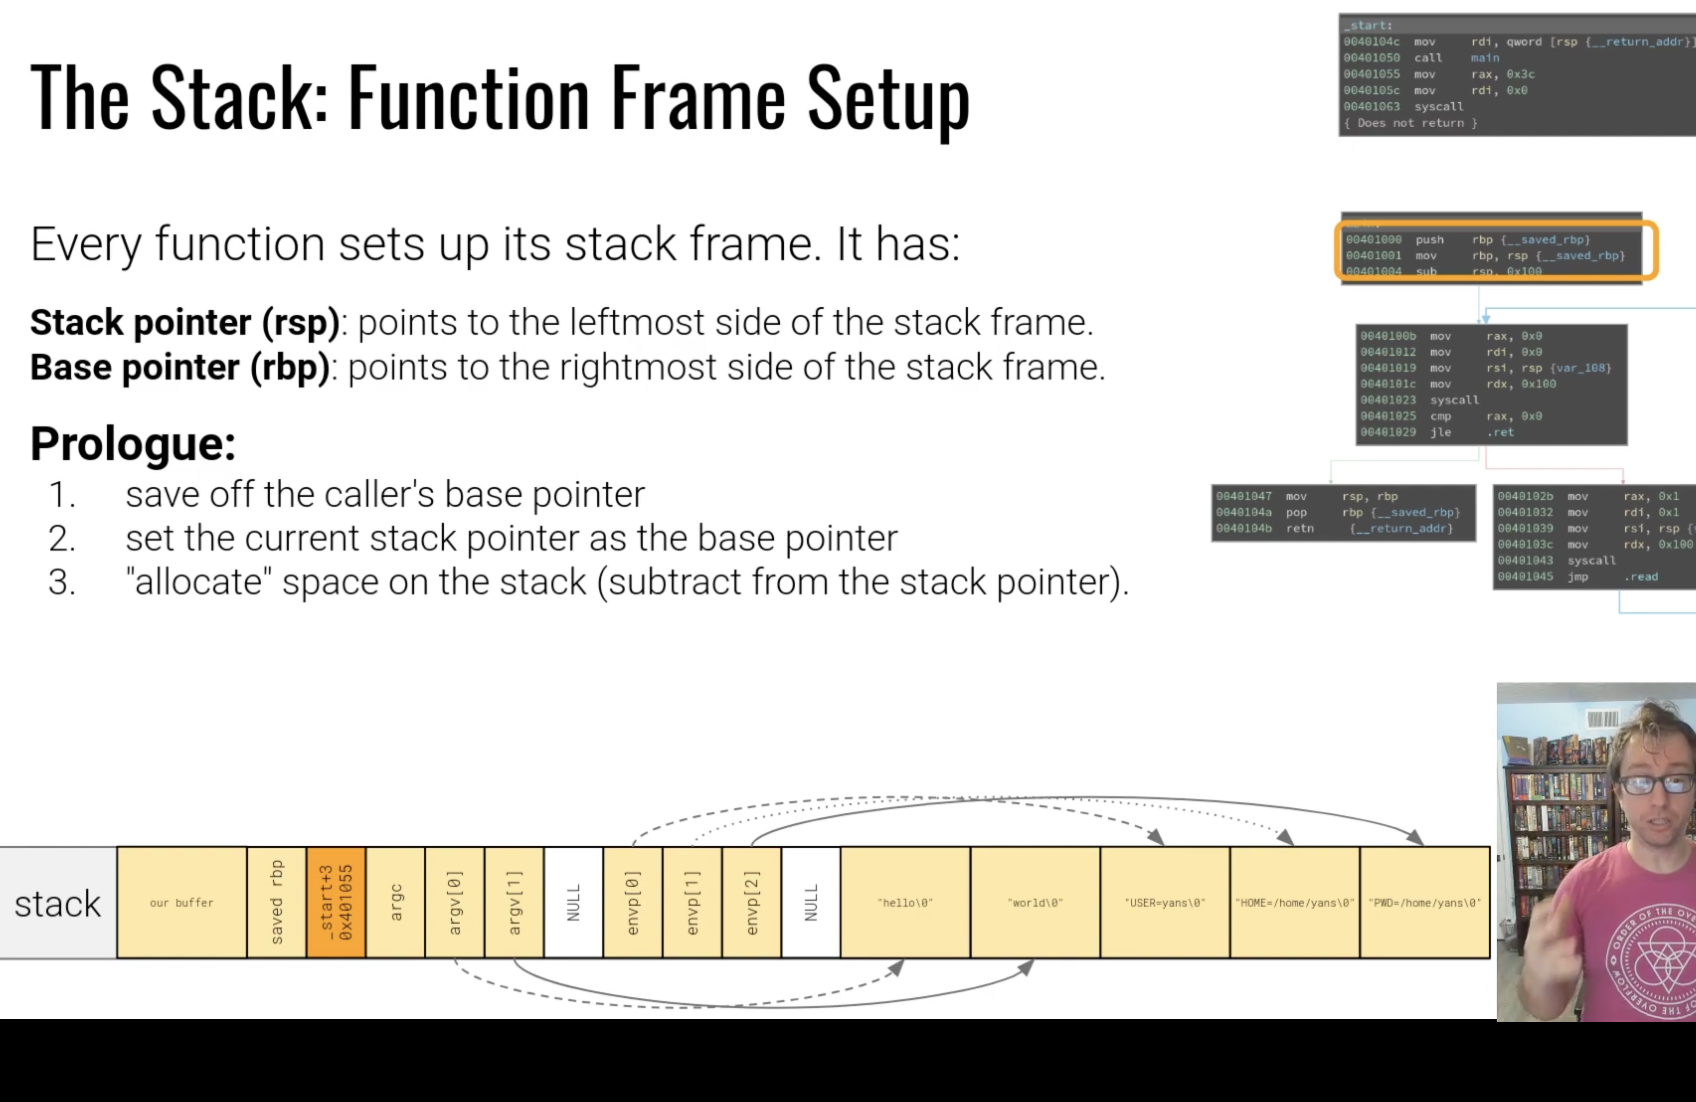 The Stack: Function Frame Setup
Every function sets up its stack frame. It has:
Stack pointer (rsp): points to the leftmost side of the stack frame.
Base pointer (rbp): points to the rightmost side of the stack frame.
Prologue:
1. save off the caller's base pointer
2. set the current stack pointer as the base pointer
3. "allocate" space on the stack (subtract from the stack pointer).
_start:
0040104c mov rdi, qword [rsp {__return_addr}]
00401050 call main
00401055 mov rax, 0x3c
0040105c mov rdi, 0x0
00401063 syscall
{ Does not return }
00401000 push rbp {__saved_rbp}
00401001 mov rbp, rsp {__saved_rbp}
00401004 sub rsp, 0x100
0040100b mov rax, 0x0
00401012 mov rdi, 0x0
00401019 mov rsi, rsp {var_108}
0040101c mov rdx, 0x100
00401023 syscall
00401025 cmp rax, 0x0
00401029 jle .ret
00401047 mov rsp, rbp
0040104a pop rbp {__saved_rbp}
0040104b retn {__return_addr}
0040102b mov rax, 0x1
00401032 mov rdi, 0x1
00401039 mov rsi, rsp {
0040103c mov rdx, 0x100
00401043 syscall
00401045 jmp .read
stack
our buffer
saved rbp
_start+3
0x401055
argc
argv[0]
argv[1]
NULL
envp[0]
envp[1]
envp[2]
NULL
"hello\0"
"world\0"
"USER=yans\0"
"HOME=/home/yans\0"
"PWD=/home/yans\0"
ORDER OF THE OVE
OF THE OVERFLOW